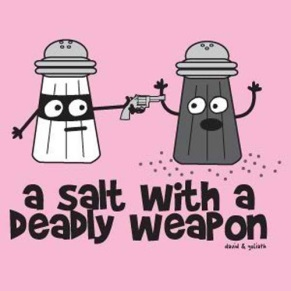 a salt with a
Deadly weapon
david & goliath